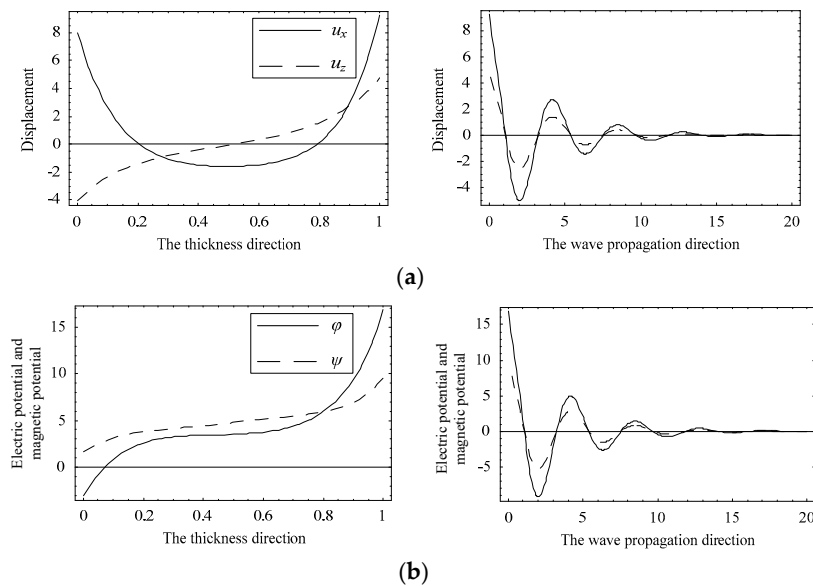 8
6
4
2
0
-2
-4
0
0.2
0.4
0.6
0.8
1
Displacement
The thickness direction
u_x
u_z
8
6
4
2
0
-2
-4
0
5
10
15
20
Displacement
The wave propagation direction
(a)
15
10
5
0
0
0.2
0.4
0.6
0.8
1
Electric potential and
magnetic potential
The thickness direction
φ
ψ
15
10
5
0
-5
0
5
10
15
20
Electric potential and
magnetic potential
The wave propagation direction
(b)